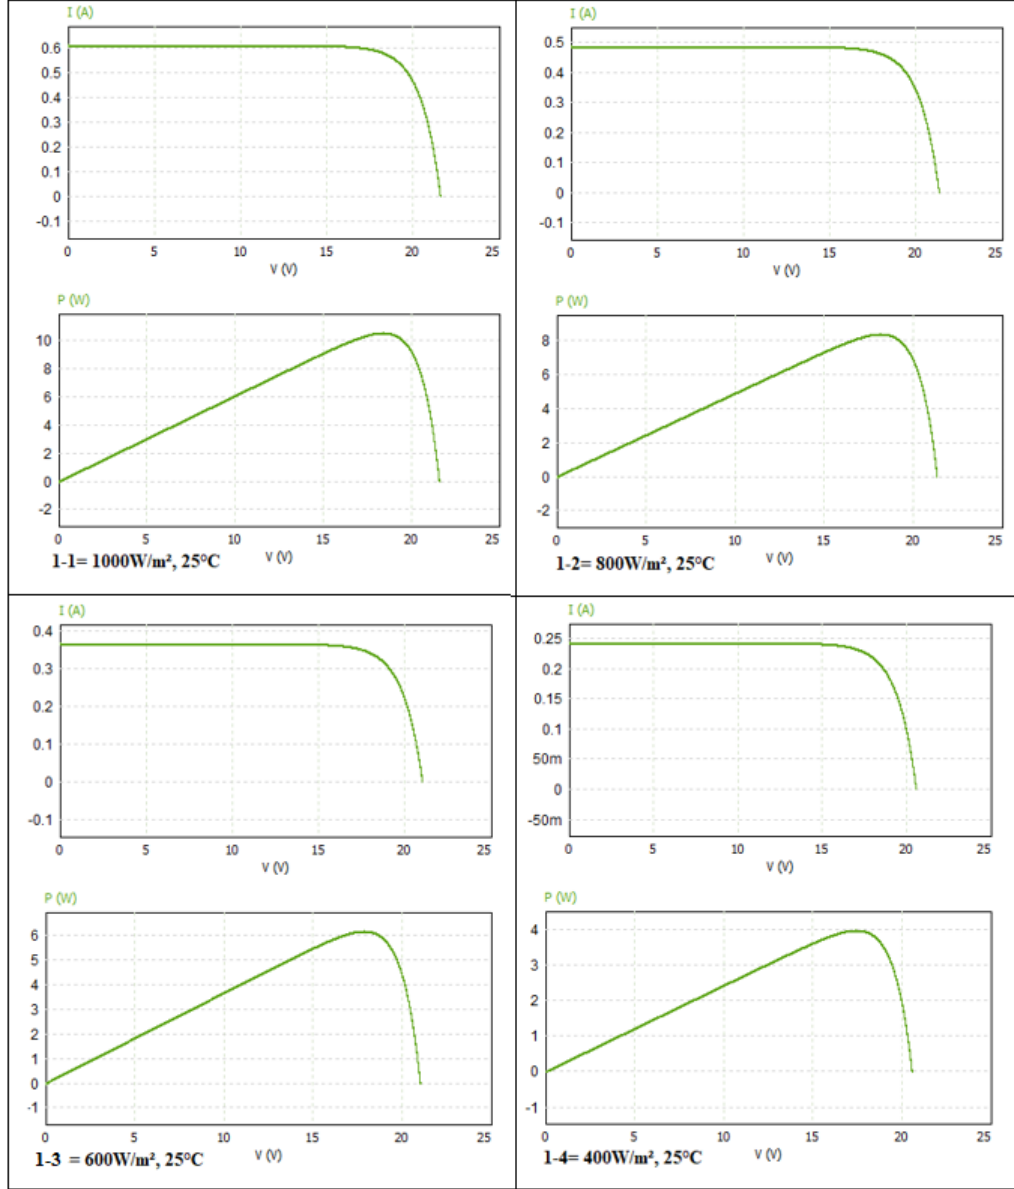 I (A)
0.6
0.5
0.4
0.3
0.2
0.1
0
-0.1
0 5 10 15 20 25
V (V)
P (W)
10
8
6
4
2
0
-2
0 5 10 15 20 25
V (V)
1-1= 1000W/m², 25°C
I (A)
0.5
0.4
0.3
0.2
0.1
0
-0.1
0 5 10 15 20 25
V (V)
P (W)
8
6
4
2
0
-2
0 5 10 15 20 25
V (V)
1-2= 800W/m², 25°C
I (A)
0.4
0.3
0.2
0.1
0
-0.1
0 5 10 15 20 25
V (V)
P (W)
6
5
4
3
2
1
0
-1
0 5 10 15 20 25
V (V)
1-3 = 600W/m², 25°C
I (A)
0.25
0.2
0.15
0.1
50m
0
-50m
0 5 10 15 20 25
V (V)
P (W)
4
3
2
1
0
-1
0 5 10 15 20 25
V (V)
1-4= 400W/m², 25°C